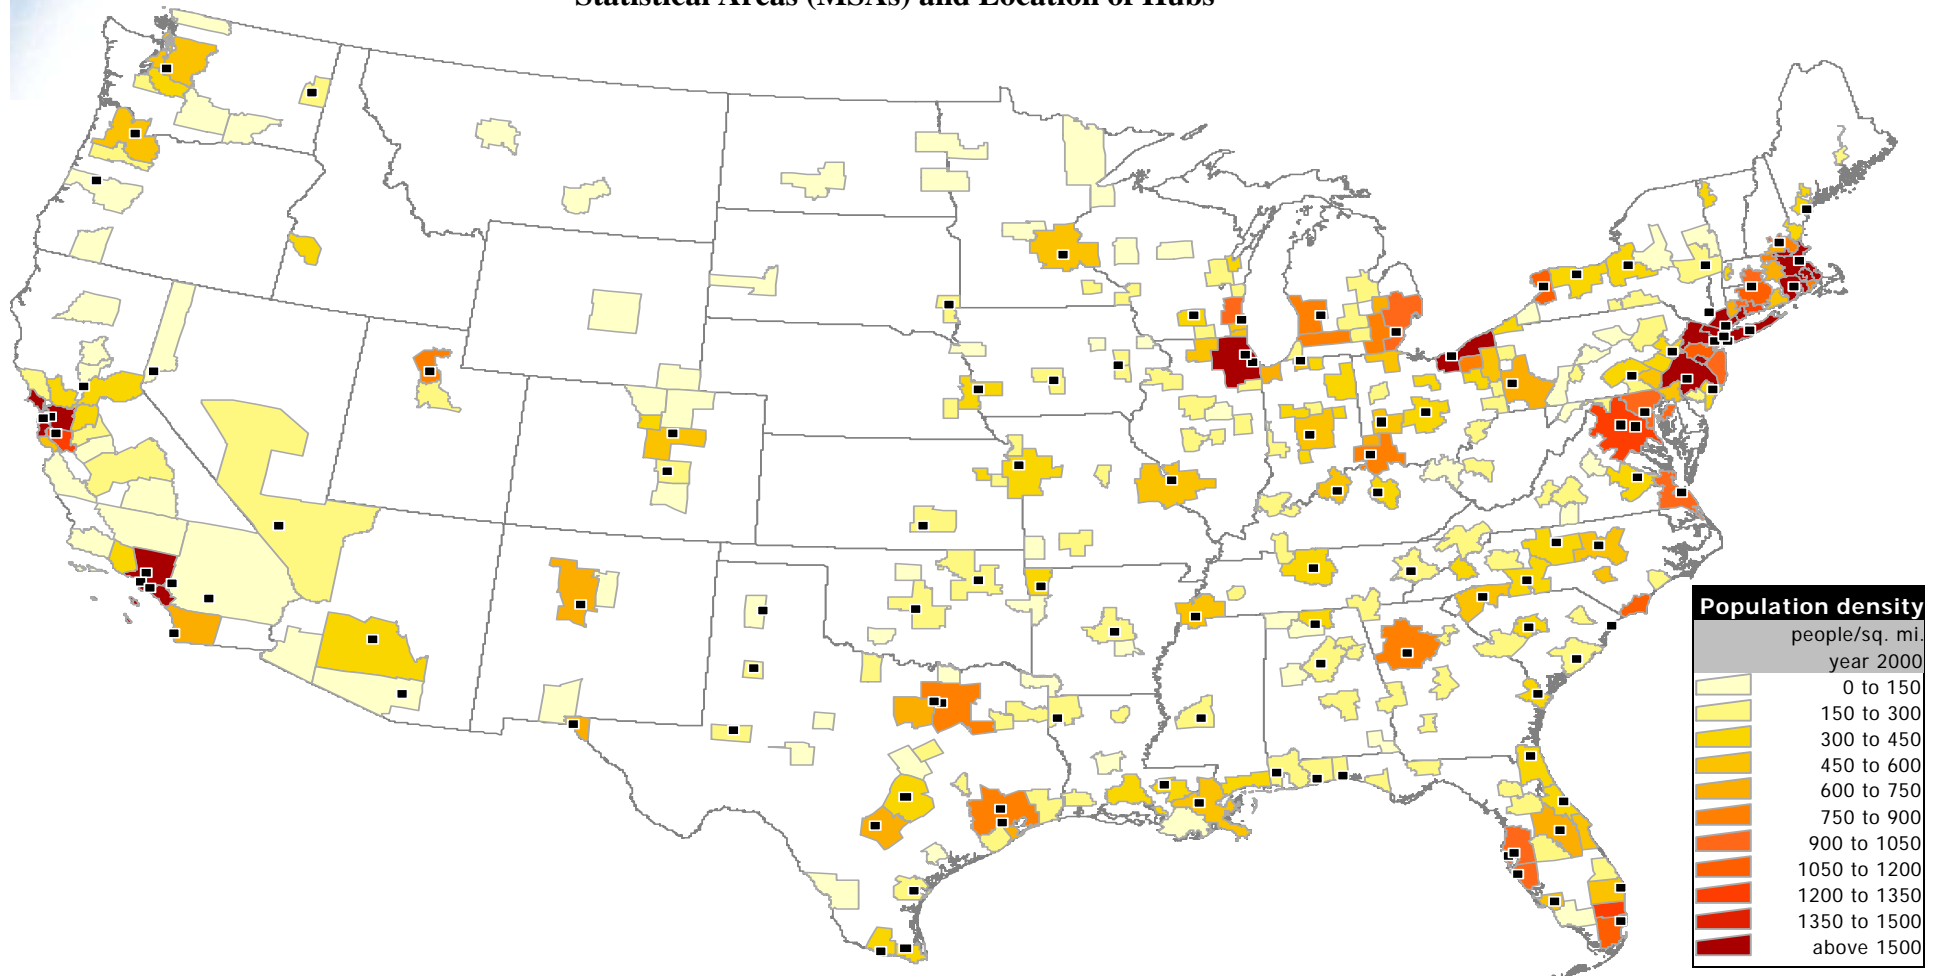 Statistical Areas (MSAs) and Location of Hubs
Population density
people/sq. mi.
year 2000
0 to 150
150 to 300
300 to 450
450 to 600
600 to 750
750 to 900
900 to 1050
1050 to 1200
1200 to 1350
1350 to 1500
above 1500